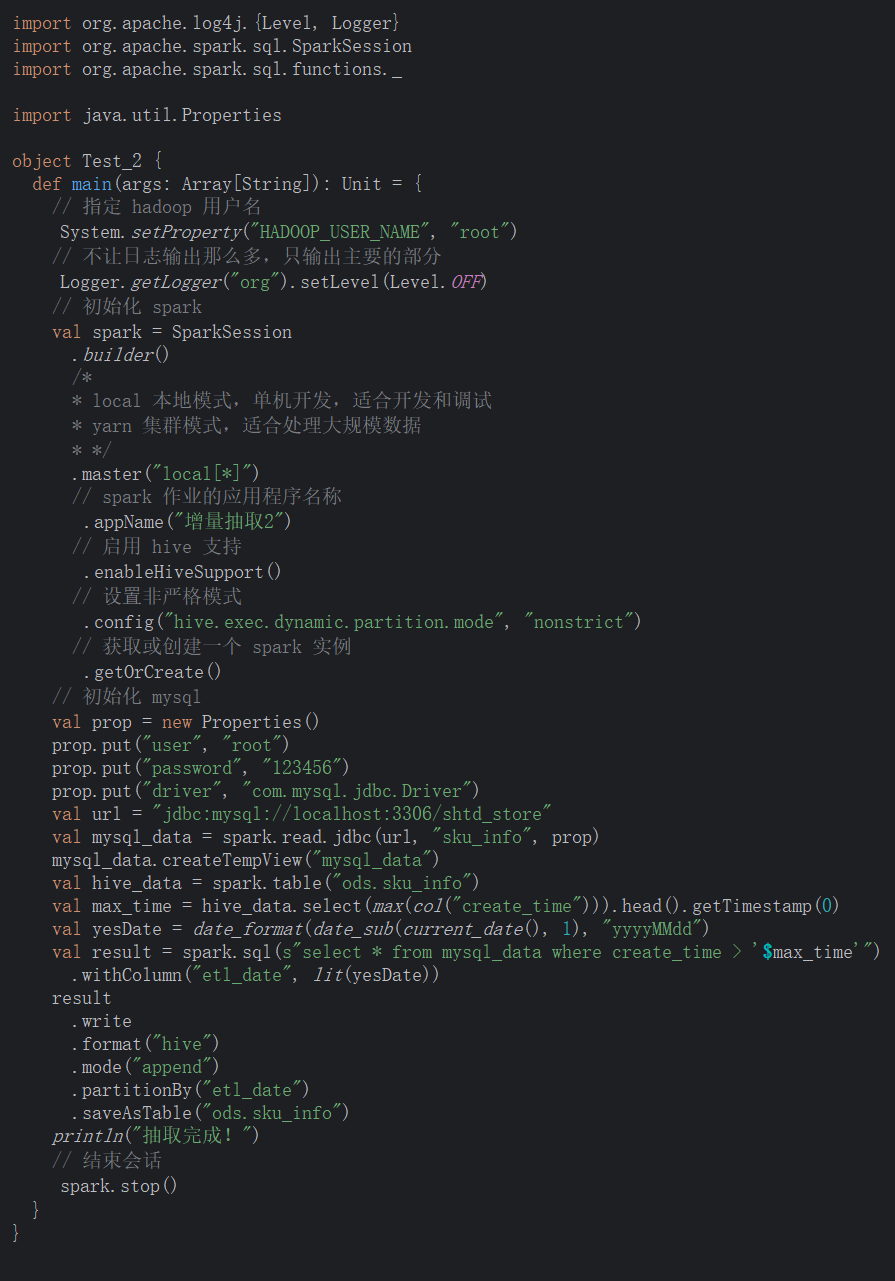 import org.apache.log4j.{Level, Logger}
import org.apache.spark.sql.SparkSession
import org.apache.spark.sql.functions._

import java.util.Properties

object Test_2 {
  def main(args: Array[String]): Unit = {
    // 指定 hadoop 用户名
    System.setProperty("HADOOP_USER_NAME", "root")
    // 不让日志输出那么多，只输出主要的部分
    Logger.getLogger("org").setLevel(Level.OFF)
    // 初始化 spark
    val spark = SparkSession
      .builder()
      /*
      * local 本地模式，单机开发，适合开发和调试
      * yarn 集群模式，适合处理大规模数据
      * */
      .master("local[*]")
      // spark 作业的应用程序名称
      .appName("增量抽取2")
      // 启用 hive 支持
      .enableHiveSupport()
      // 设置非严格模式
      .config("hive.exec.dynamic.partition.mode", "nonstrict")
      // 获取或创建一个 spark 实例
      .getOrCreate()
    // 初始化 mysql
    val prop = new Properties()
    prop.put("user", "root")
    prop.put("password", "123456")
    prop.put("driver", "com.mysql.jdbc.Driver")
    val url = "jdbc:mysql://localhost:3306/shtd_store"
    val mysql_data = spark.read.jdbc(url, "sku_info", prop)
    mysql_data.createTempView("mysql_data")
    val hive_data = spark.table("ods.sku_info")
    val max_time = hive_data.select(max(col("create_time"))).head().getTimestamp(0)
    val yesDate = date_format(date_sub(current_date(), 1), "yyyyMMdd")
    val result = spark.sql(s"select * from mysql_data where create_time > '$max_time'")
      .withColumn("etl_date", lit(yesDate))
    result
      .write
      .format("hive")
      .mode("append")
      .partitionBy("etl_date")
      .saveAsTable("ods.sku_info")
    println("抽取完成！")
    // 结束会话
    spark.stop()
  }
}